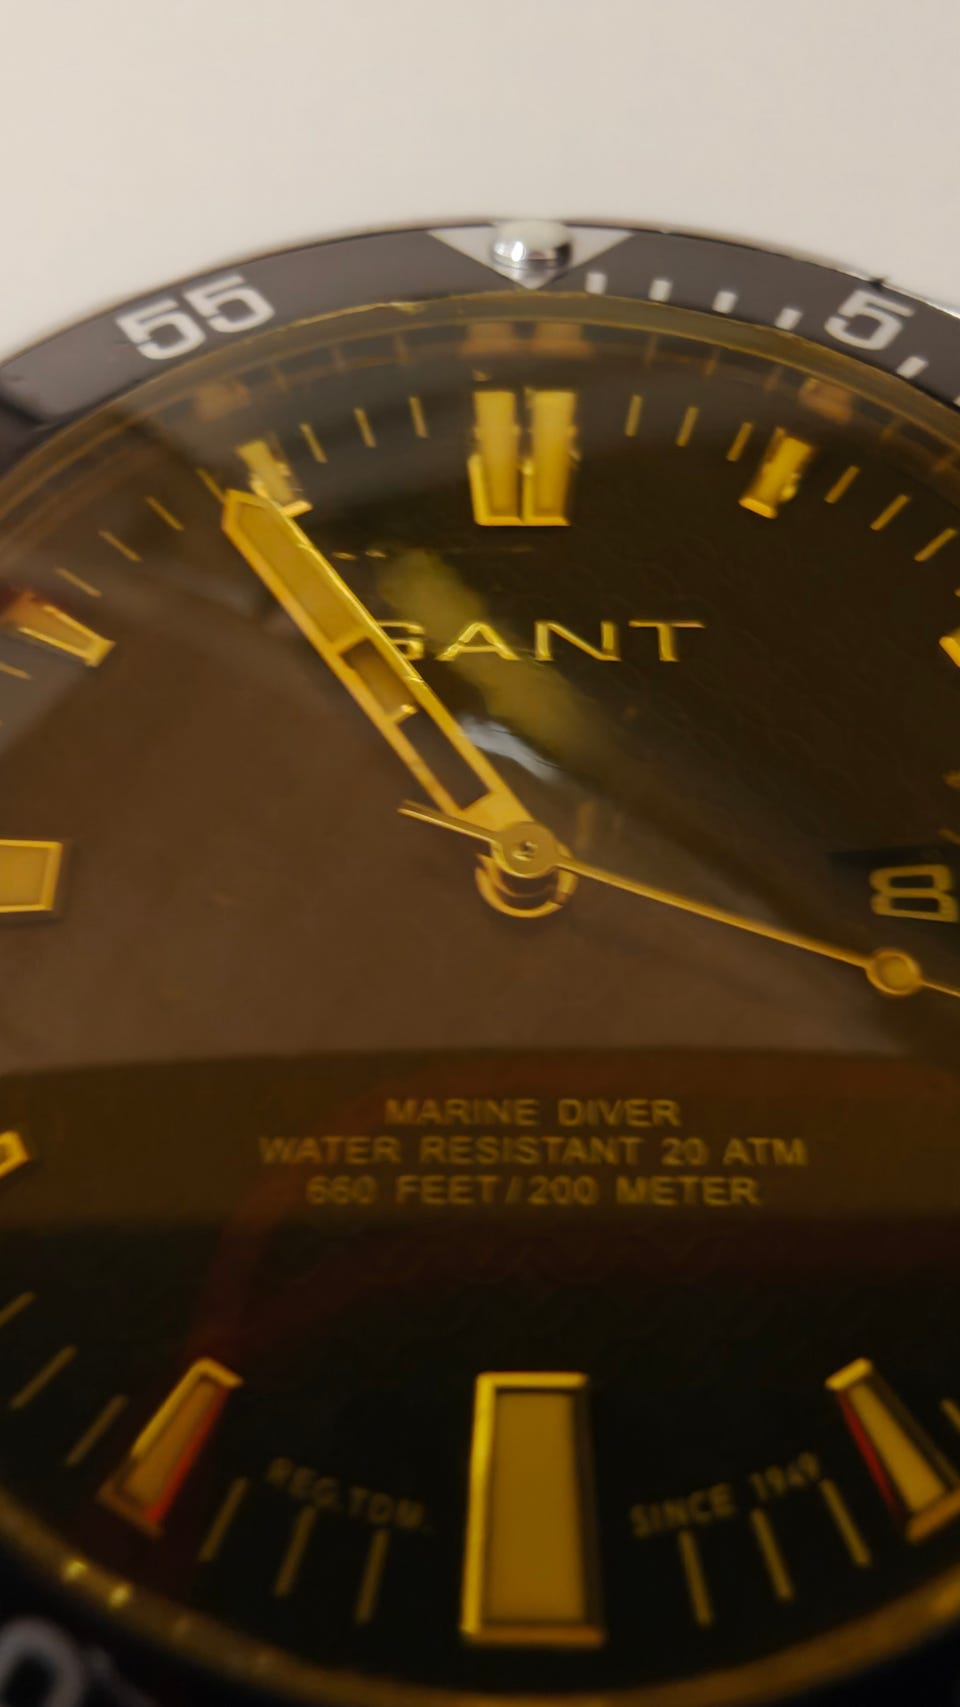 55
5
GANT
8
MARINE DIVER
WATER RESISTANT 20 ATM
660 FEET/200 METER
REG.TDM. SINCE 1949